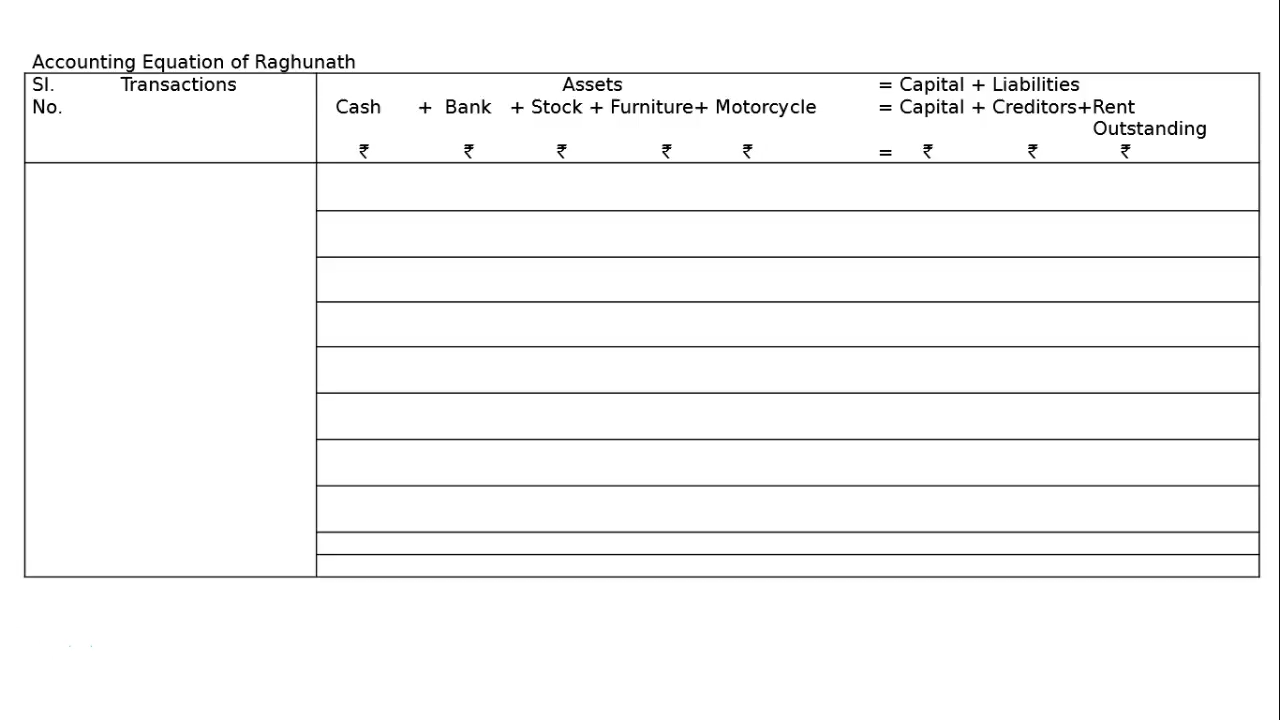 Accounting Equation of Raghunath
Sl. Transactions Assets = Capital + Liabilities
No. Cash + Bank + Stock + Furniture+ Motorcycle = Capital + Creditors+Rent
Outstanding
₹ ₹ ₹ ₹ ₹ = ₹ ₹ ₹